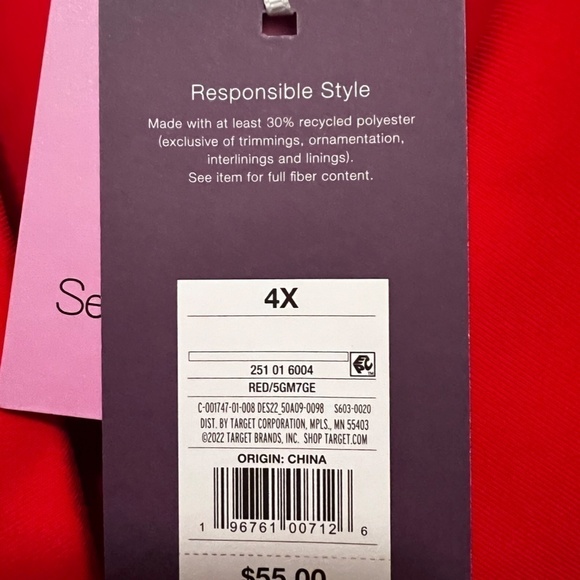 Responsible Style
Made with at least 30% recycled polyester
(exclusive of trimmings, ornamentation,
interlinings and linings).
See item for full fiber content.
Se
4X
251 01 6004
RED/5GM7GE
C-001747-01-008 DES22_50A09-0098 S603-0020
DIST. BY TARGET CORPORATION, MPLS., MN 55403
©2022 TARGET BRANDS, INC. SHOP TARGET.COM
ORIGIN: CHINA
1 96761 00712 6
$55.00